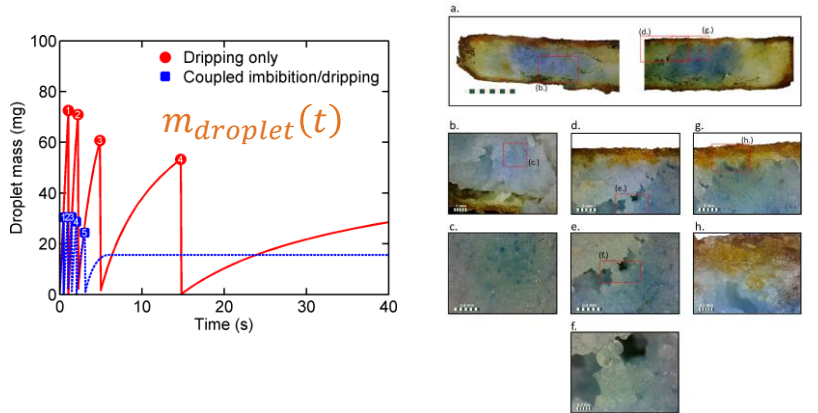 Droplet mass (mg)
100
80
60
40
20
0
0
10
20
30
40
Time (s)
Dripping only
Coupled imbibition/dripping
m_droplet(t)
1
2
3
4
1
2
3
4
5
a.
(b.)
(d.)
(g.)
b.
(c.)
d.
(e.)
g.
(h.)
c.
e.
(f.)
h.
f.